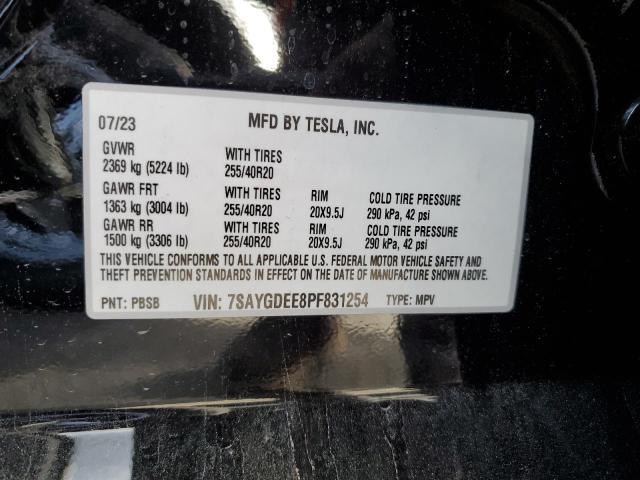 07/23 MFD BY TESLA, INC.
GVWR WITH TIRES
2369 kg (5224 lb) 255/40R20
GAWR FRT WITH TIRES RIM COLD TIRE PRESSURE
1363 kg (3004 lb) 255/40R20 20X9.5J 290 kPa, 42 psi
GAWR RR WITH TIRES RIM COLD TIRE PRESSURE
1500 kg (3306 lb) 255/40R20 20X9.5J 290 kPa, 42 psi
THIS VEHICLE CONFORMS TO ALL APPLICABLE U.S. FEDERAL MOTOR VEHICLE SAFETY AND
THEFT PREVENTION STANDARDS IN EFFECT ON THE DATE OF MANUFACTURE SHOWN ABOVE.
PNT: PBSB VIN: 7SAYGDEE8PF831254 TYPE: MPV